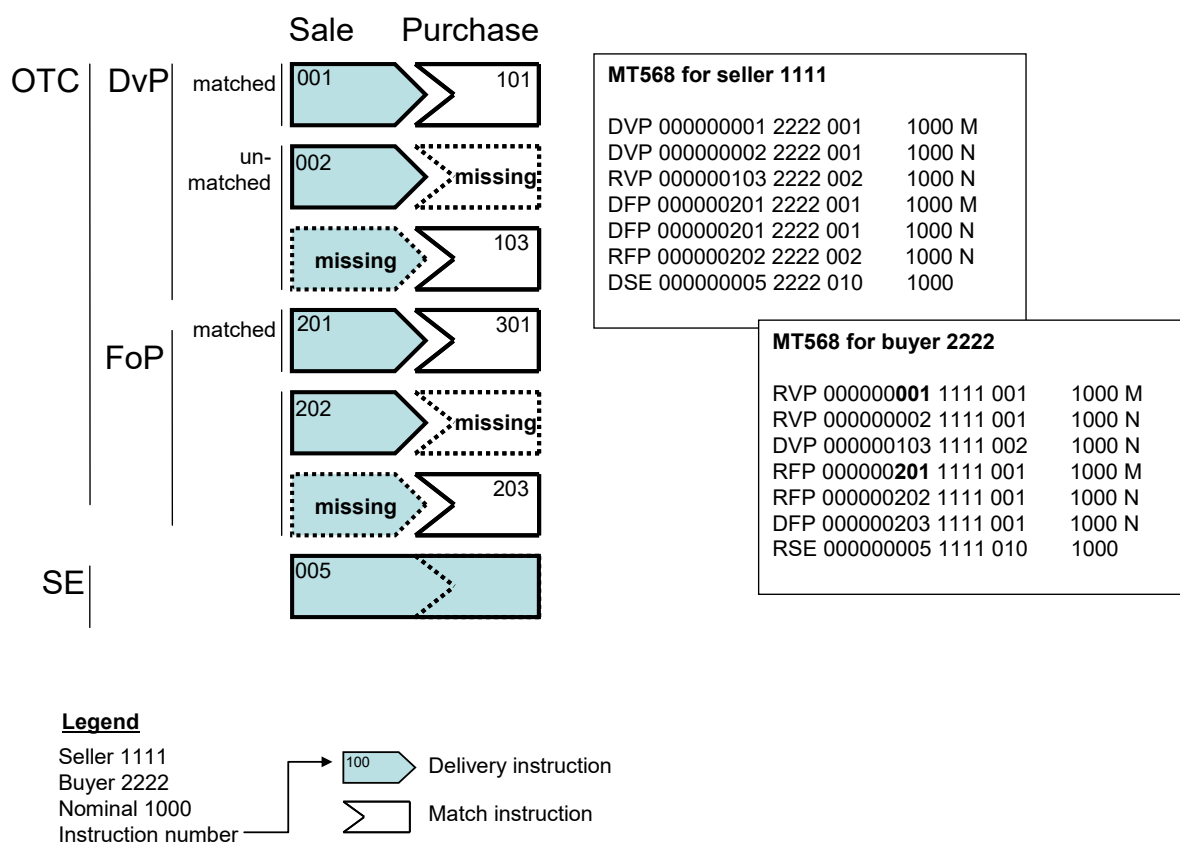 Sale Purchase
OTC DvP matched 001 101
un-
matched 002 missing
missing 103
FoP matched 201 301
202 missing
missing 203
SE 005
MT568 for seller 1111
DVP 000000001 2222 001 1000 M
DVP 000000002 2222 001 1000 N
RVP 000000103 2222 002 1000 N
DFP 000000201 2222 001 1000 M
DFP 000000201 2222 001 1000 N
RFP 000000202 2222 002 1000 N
DSE 000000005 2222 010 1000
MT568 for buyer 2222
RVP 000000001 1111 001 1000 M
RVP 000000002 1111 001 1000 N
DVP 000000103 1111 002 1000 N
RFP 000000201 1111 001 1000 M
RFP 000000202 1111 001 1000 N
DFP 000000203 1111 001 1000 N
RSE 000000005 1111 010 1000
Legend
Seller 1111
Buyer 2222
Nominal 1000
Instruction number
100 Delivery instruction
Match instruction